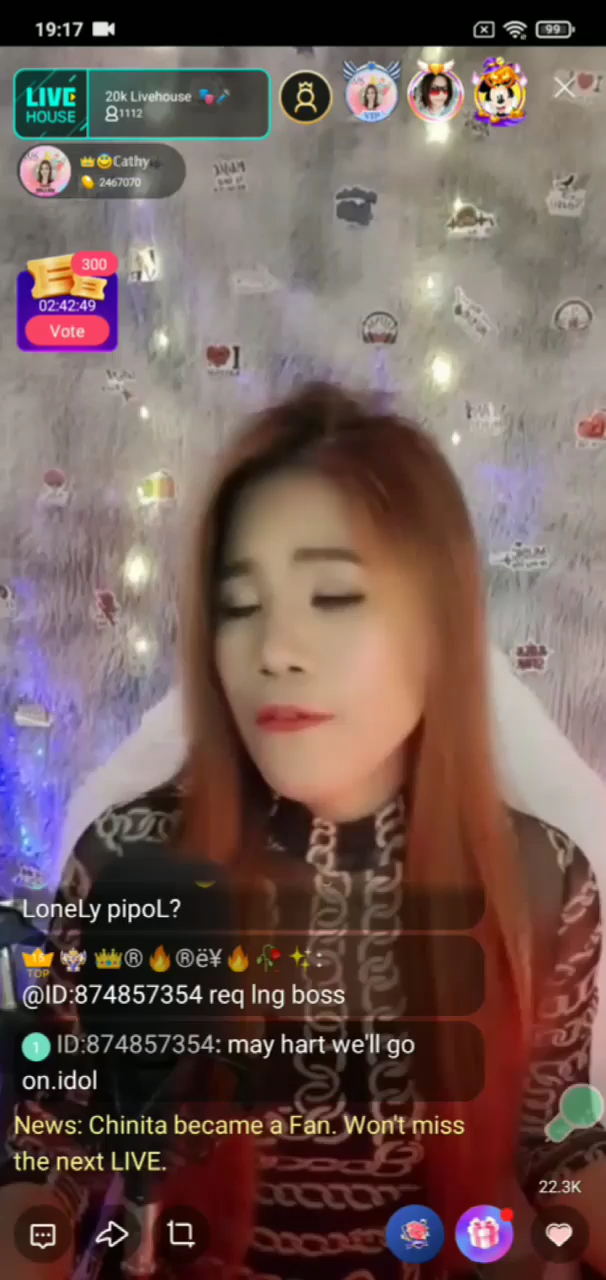 19:17
99
LIVE
HOUSE
20k Livehouse
1112
VIP
👑😇Cathy
2467070
300
02:42:49
Vote
LoneLy pipoL?
TOP
👑®🔥®ë¥🔥🥀✨:
@ID:874857354 req lng boss
1 ID:874857354: may hart we'll go
on.idol
News: Chinita became a Fan. Won't miss
the next LIVE.
22.3K